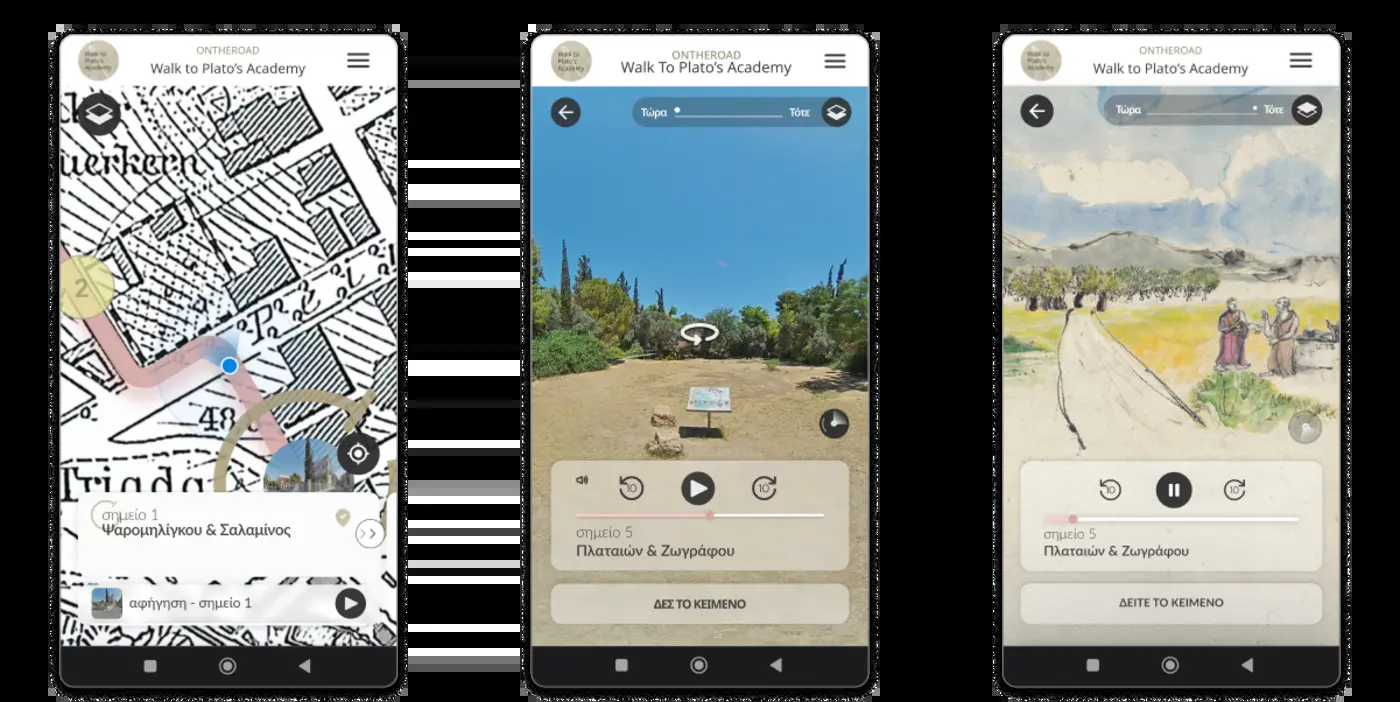 Walk to
Plato's
Academy
ONTHEROAD
Walk to Plato's Academy
uerkern
2
48
Triada
σημείο 1
Ψαρομηλίγκου & Σαλαμίνος
αφήγηση - σημείο 1
Walk to
Plato's
Academy
ONTHEROAD
Walk To Plato's Academy
Τώρα
Τότε
10
10
σημείο 5
Πλαταιών & Ζωγράφου
ΔΕΣ ΤΟ ΚΕΙΜΕΝΟ
Walk to
Plato's
Academy
ONTHEROAD
Walk to Plato's Academy
Τώρα
Τότε
10
10
σημείο 5
Πλαταιών & Ζωγράφου
ΔΕΙΤΕ ΤΟ ΚΕΙΜΕΝΟ